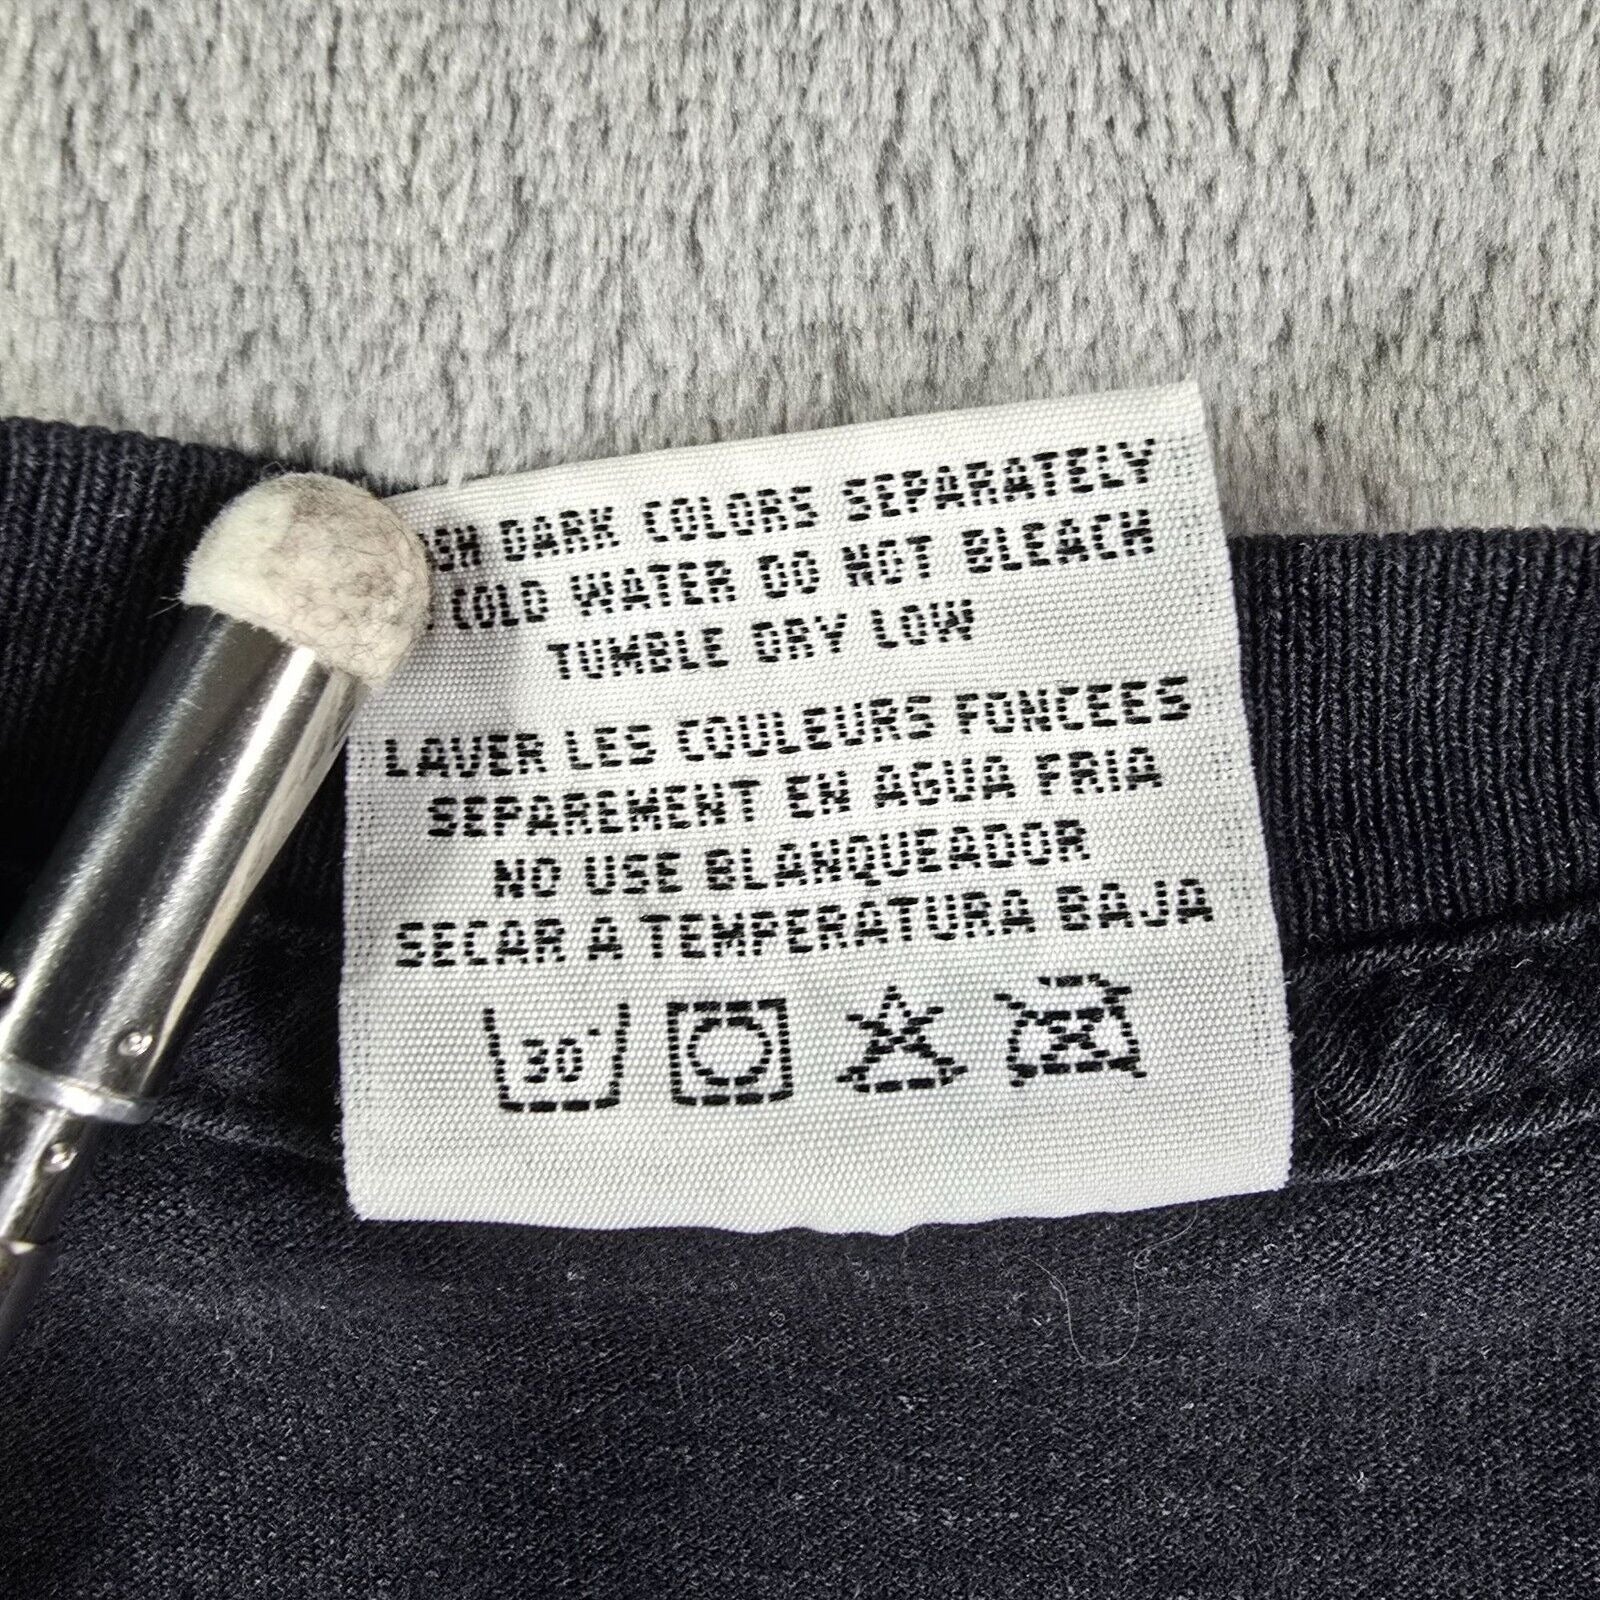 DARK COLORS SEPARATELY
COLD WATER DO NOT BLEACH
TUMBLE DRY LOW
LAVER LES COULEURS FONCEES
SEPAREMENT EN AGUA FRIA
NO USE BLANQUEADOR
SECAR A TEMPERATURA BAJA
30°